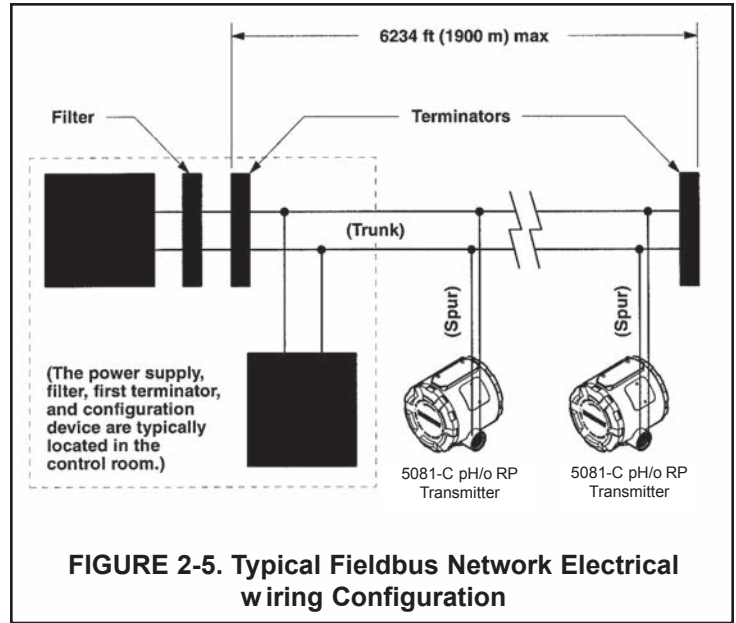 6234 ft (1900 m) max
Filter
Terminators
(Trunk)
(Spur)
(Spur)
(The power supply,
filter, first terminator,
and configuration
device are typically
located in the
control room.)
5081-C pH/o RP
Transmitter
5081-C pH/o RP
Transmitter
FIGURE 2-5. Typical Fieldbus Network Electrical
w iring Configuration